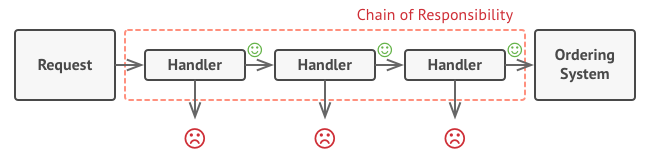 Chain of Responsibility
Request
Handler
Handler
Handler
Ordering
System